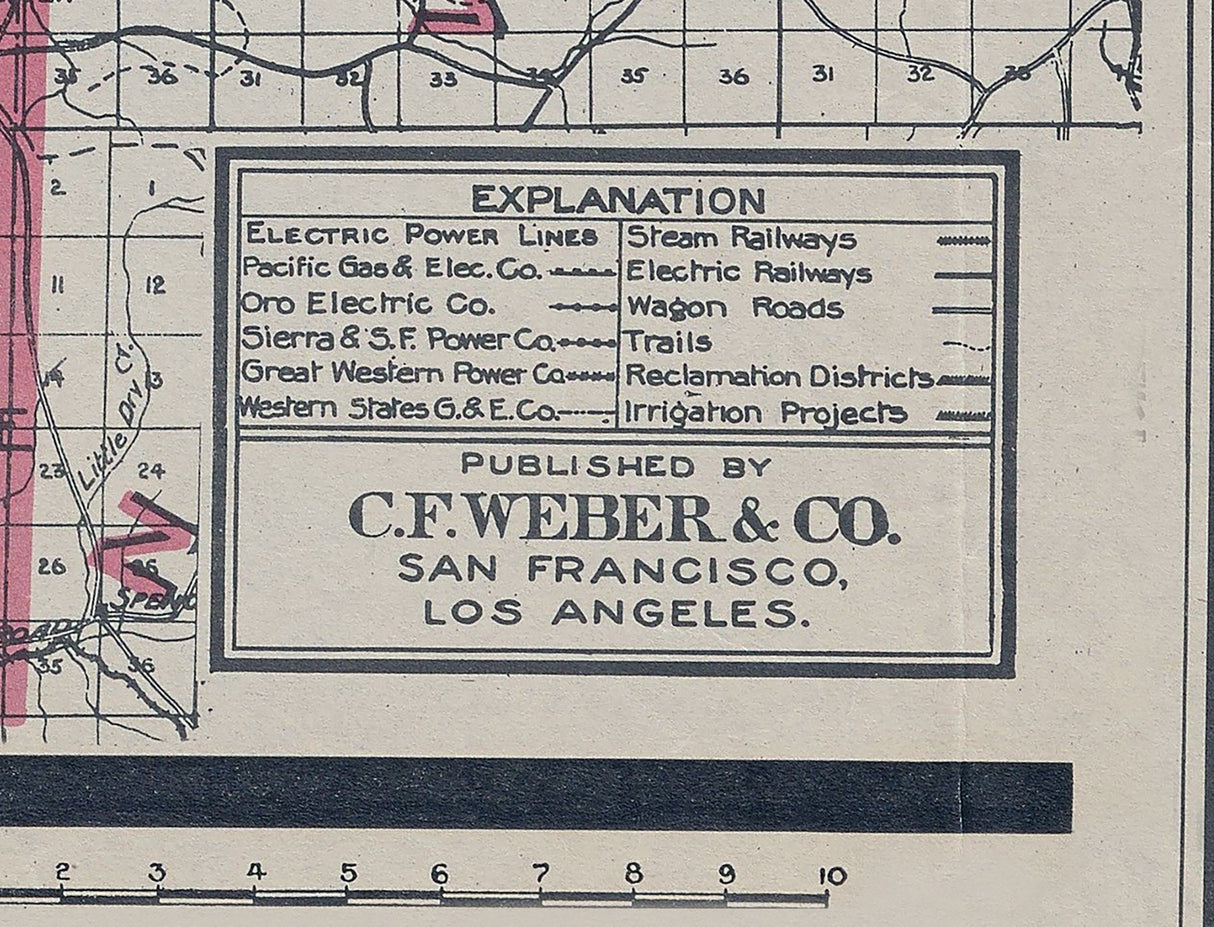 36 31 32 33 34 35 36 31 32 33
2 1
11 12
14 13
Little Dry Cr.
23 24
26 25
35 36
EXPLANATION
ELECTRIC POWER LINES
Pacific Gas & Elec. Co.
Oro Electric Co.
Sierra & S.F. Power Co.
Great Western Power Co
Western States G. & E. Co.
Steam Railways
Electric Railways
Wagon Roads
Trails
Reclamation Districts
Irrigation Projects
PUBLISHED BY
C.F. WEBER & CO.
SAN FRANCISCO,
LOS ANGELES.
2 3 4 5 6 7 8 9 10